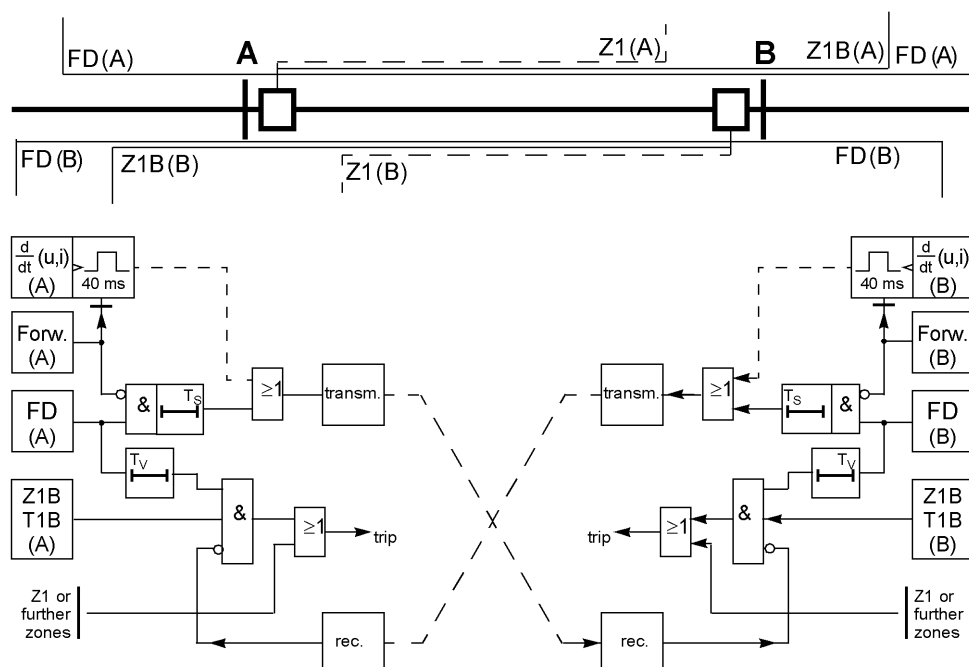 FD (A)
A
Z1 (A)
B
Z1B (A)
FD (A)
FD (B)
Z1B (B)
Z1 (B)
FD (B)
d/dt (u,i)
(A)
40 ms
40 ms
d/dt (u,i)
(B)
Forw.
(A)
Forw.
(B)
& TS
≥1
transm.
transm.
≥1
TS &
FD
(A)
FD
(B)
TV
TV
Z1B
T1B
(A)
&
≥1
trip
trip
≥1
&
Z1B
T1B
(B)
Z1 or
further
zones
rec.
rec.
Z1 or
further
zones